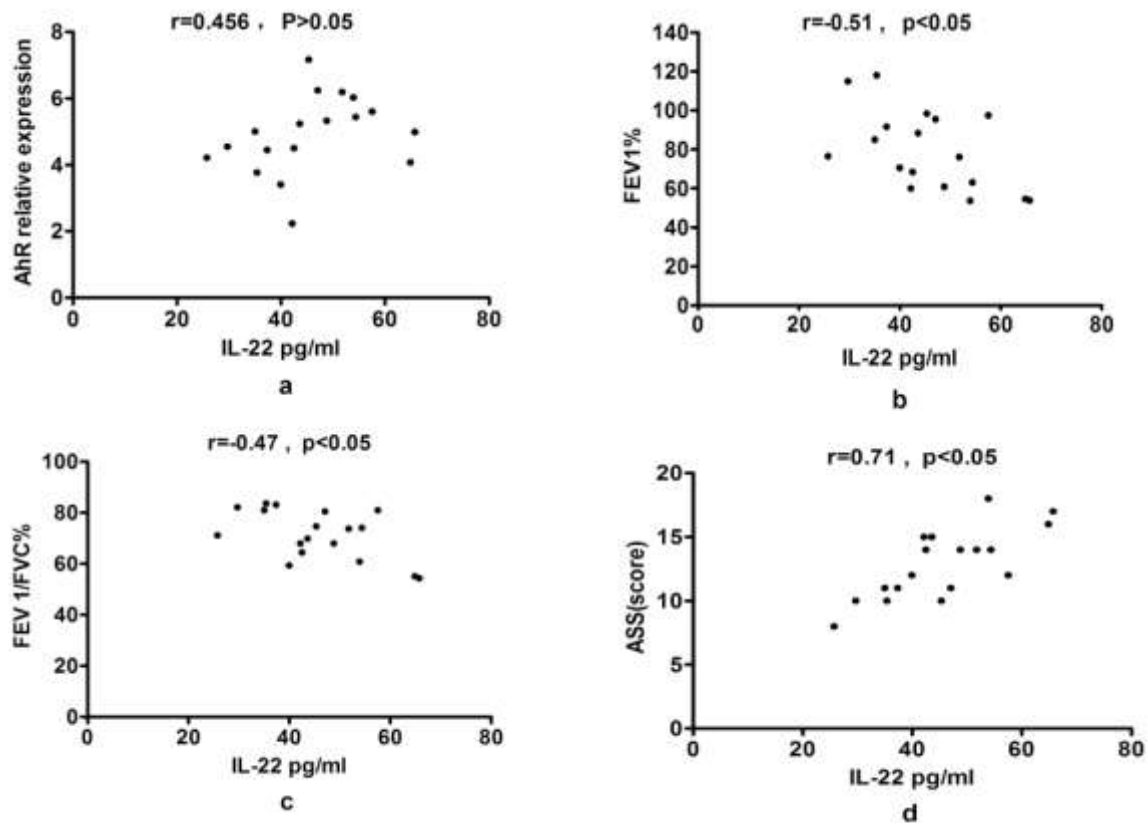 r=0.456 , P>0.05
AhR relative expression
8
6
4
2
0
0 20 40 60 80
IL-22 pg/ml
a
r=-0.51 , p<0.05
FEV1%
140
120
100
80
60
40
20
0
0 20 40 60 80
IL-22 pg/ml
b
r=-0.47 , p<0.05
FEV 1/FVC%
100
80
60
40
20
0
0 20 40 60 80
IL-22 pg/ml
c
r=0.71 , p<0.05
ASS(score)
20
15
10
5
0
0 20 40 60 80
IL-22 pg/ml
d